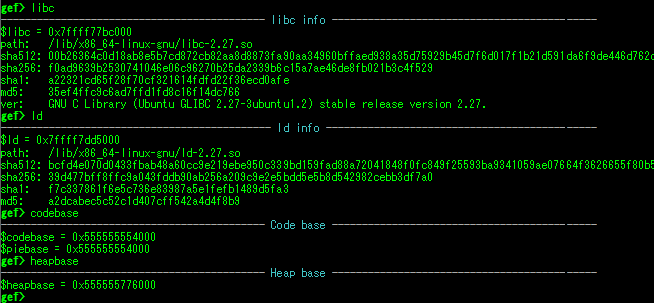 gef> libc
libc info
$libc = 0x7ffff77bc000
path: /lib/x86_64-linux-gnu/libc-2.27.so
sha512: 00b26364c0d18ab8e5b7cd972cb82aa8d9873fa90aa34960bffaed938a35d75929b45d7f6d017f1b21d591da6f9de446d762c
sha256: f0ad9639b2530741046e06c96270b25da2339b6c15a7ae46de8fb021b3c4f529
sha1: a22321cd65f28f70cf321614fdfd22f36ecd0afe
md5: 35ef4ffc9c6ad7ffd1fd8c16f14dc766
ver: GNU C Library (Ubuntu GLIBC 2.27-3ubuntu1.2) stable release version 2.27.
gef> ld
ld info
$ld = 0x7ffff7dd5000
path: /lib/x86_64-linux-gnu/ld-2.27.so
sha512: bcfd4e070d0433fbab48a60cc9e219ebe950c339bd159fad88a72041848f0fc849f25593ba9341059ae07664f3626655f80b5
sha256: 39d477bff8ffc9a043fddb90ab256a209c9e2e5bdd5e5b8d542982cebb3df7a0
sha1: f7c337861f6e5c736e83987a5e1fefb1489d5fa3
md5: a2dcabec5c52c1d407cff542a4d4f8b9
gef> codebase
Code base
$codebase = 0x555555554000
$piebase = 0x555555554000
gef> heapbase
Heap base
$heapbase = 0x555555776000
gef>